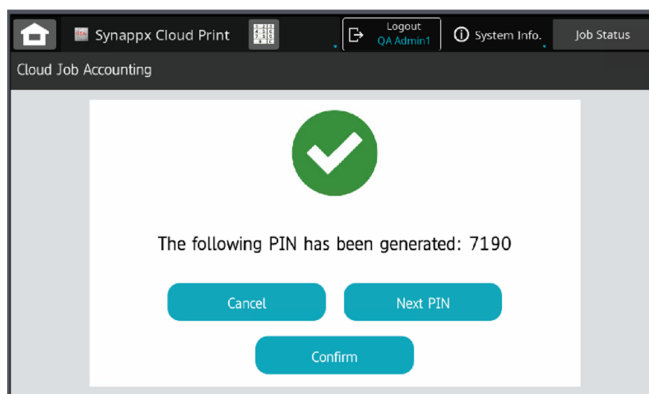 Synappx Cloud Print
Logout
QA Admin1
System Info.
Job Status
Cloud Job Accounting
The following PIN has been generated: 7190
Cancel
Next PIN
Confirm